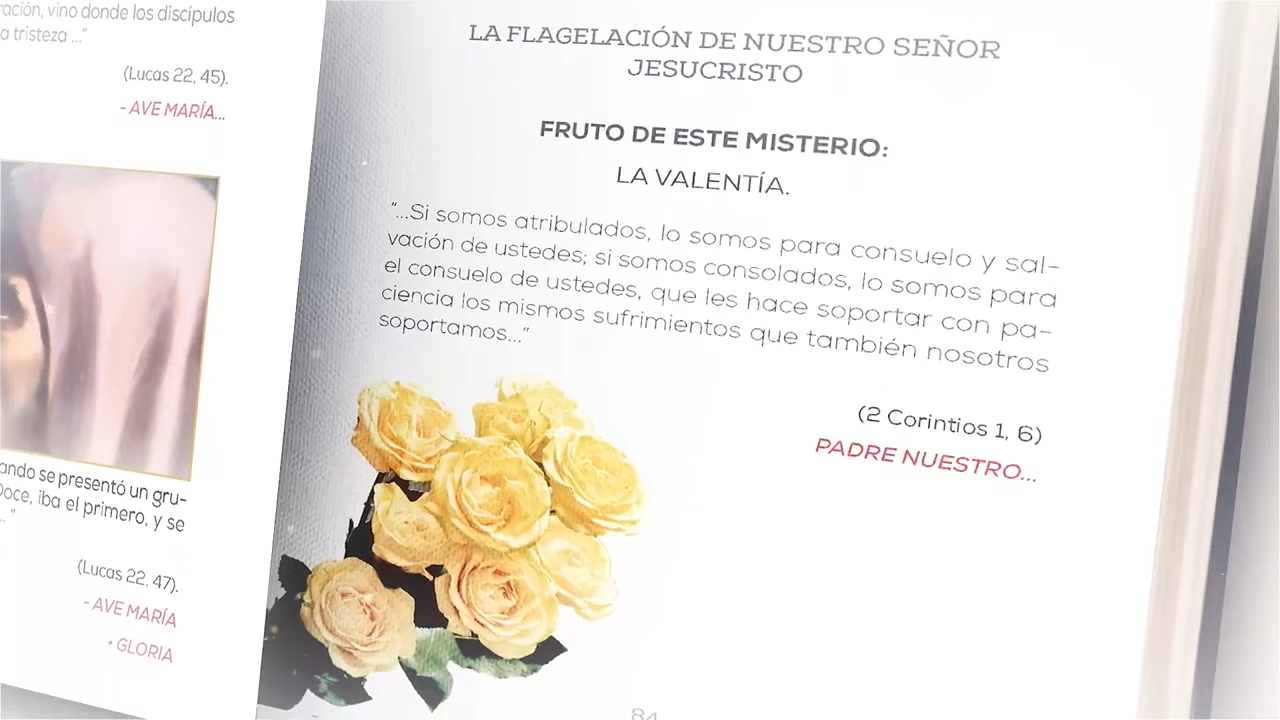 ración, vino donde los discípulos
a tristeza ...”
(Lucas 22, 45).
- AVE MARÍA...
ando se presentó un gru-
Doce, iba el primero, y se
..”
(Lucas 22, 47).
- AVE MARÍA
• GLORIA
LA FLAGELACIÓN DE NUESTRO SEÑOR
JESUCRISTO
FRUTO DE ESTE MISTERIO:
LA VALENTÍA.
“...Si somos atribulados, lo somos para consuelo y sal-
vación de ustedes; si somos consolados, lo somos para
el consuelo de ustedes, que les hace soportar con pa-
ciencia los mismos sufrimientos que también nosotros
soportamos...”
(2 Corintios 1, 6)
PADRE NUESTRO...
84